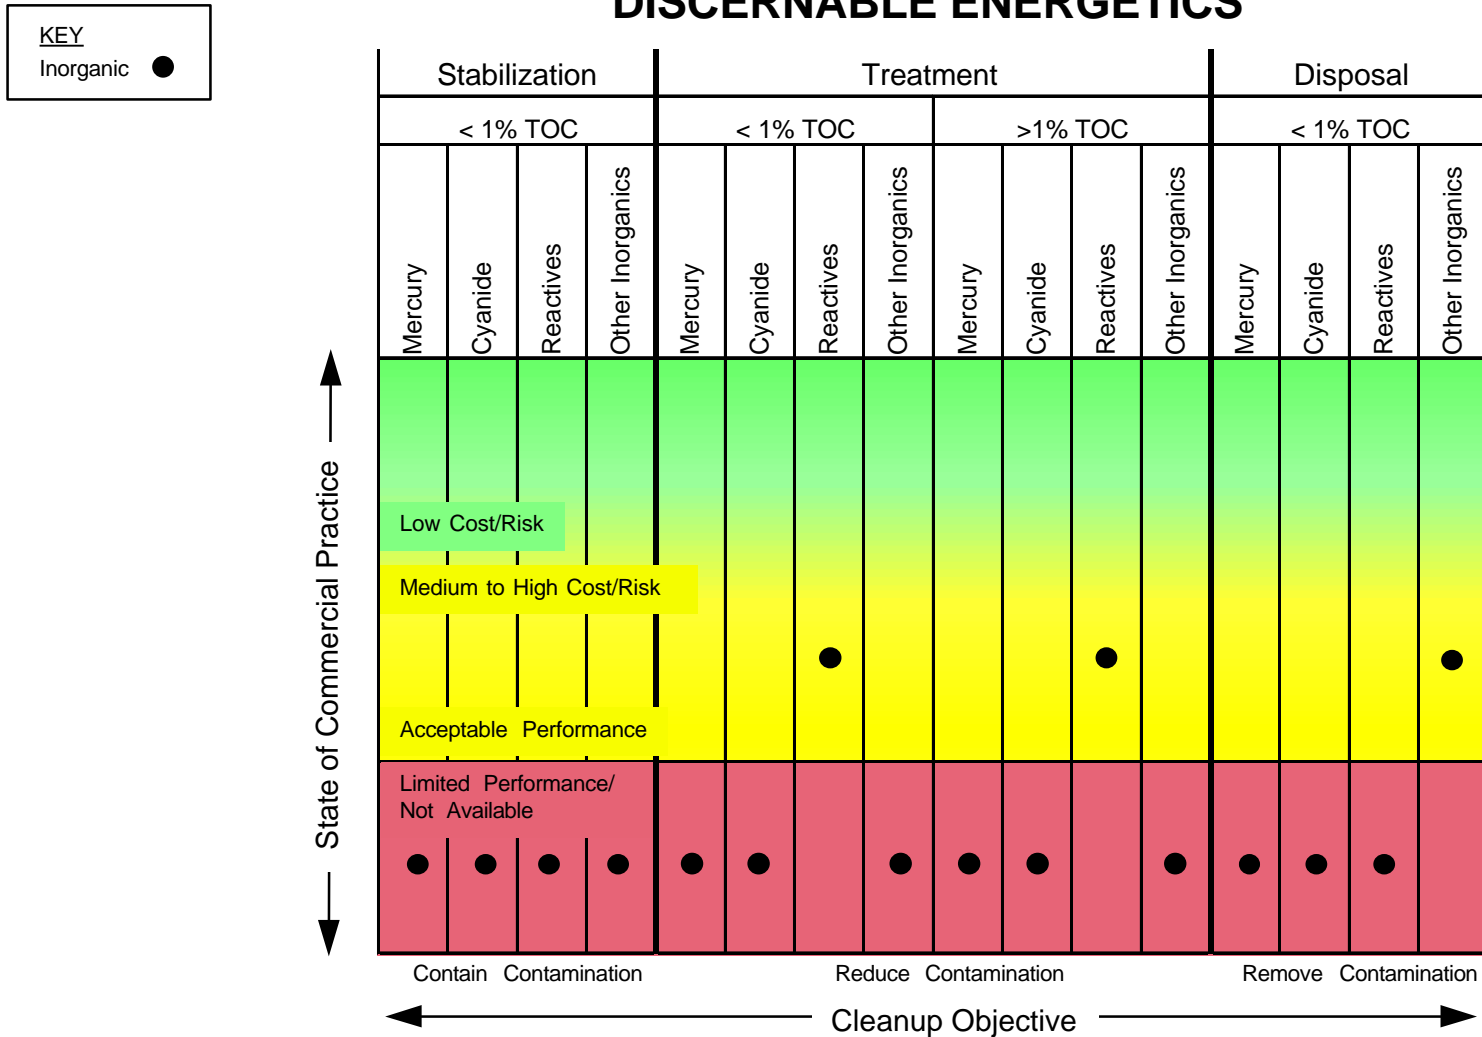 DISCERNABLE ENERGETICS
KEY
Inorganic
Stabilization
Treatment
Disposal
< 1% TOC
< 1% TOC
>1% TOC
< 1% TOC
Mercury
Cyanide
Reactives
Other Inorganics
Mercury
Cyanide
Reactives
Other Inorganics
Mercury
Cyanide
Reactives
Other Inorganics
Mercury
Cyanide
Reactives
Other Inorganics
State of Commercial Practice
Low Cost/Risk
Medium to High Cost/Risk
Acceptable Performance
Limited Performance/
Not Available
Contain Contamination
Reduce Contamination
Remove Contamination
Cleanup Objective